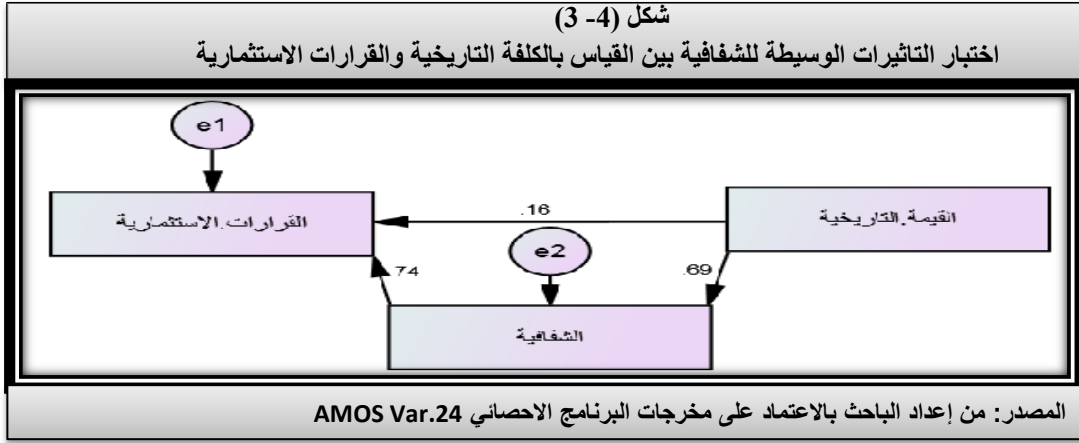 شكل (4- 3)
اختبار التاثيرات الوسيطة للشفافية بين القياس بالكلفة التاريخية والقرارات الاستثمارية
e1
القرارات.الاستثمارية
.16
القيمة.التاريخية
e2
.74
.69
الشفافية
المصدر: من إعداد الباحث بالاعتماد على مخرجات البرنامج الاحصائي AMOS Var.24